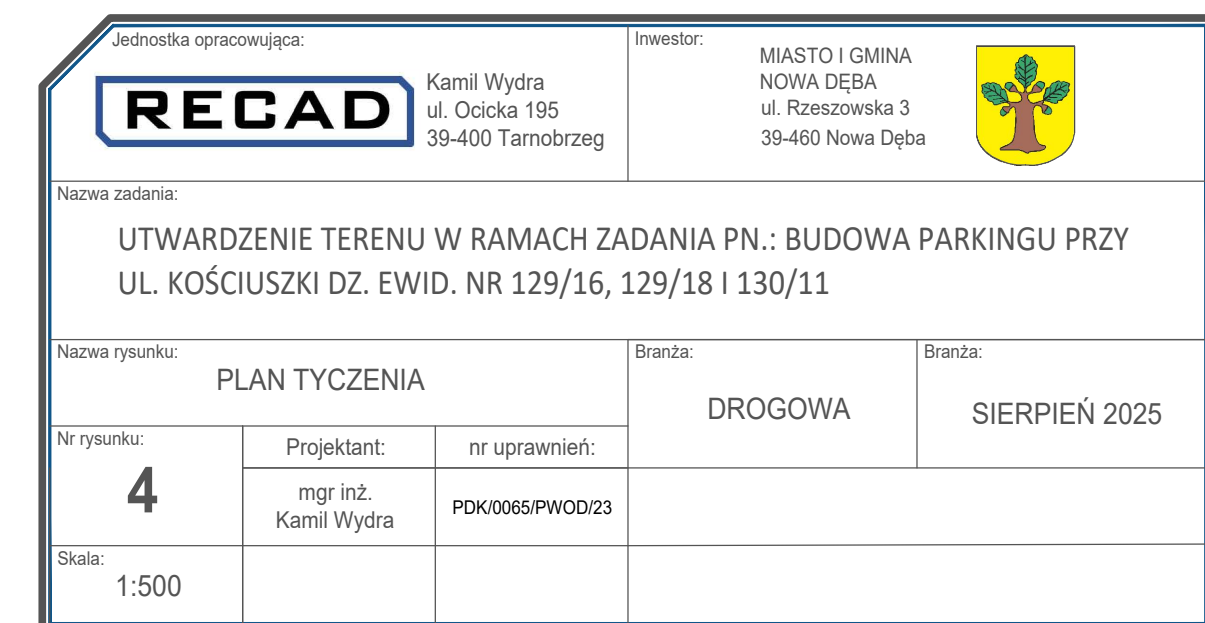 Jednostka opracowująca:
RECAD
Kamil Wydra
ul. Ocicka 195
39-400 Tarnobrzeg
Inwestor:
MIASTO I GMINA
NOWA DĘBA
ul. Rzeszowska 3
39-460 Nowa Dęba
Nazwa zadania:
UTWARDZENIE TERENU W RAMACH ZADANIA PN.: BUDOWA PARKINGU PRZY
UL. KOŚCIUSZKI DZ. EWID. NR 129/16, 129/18 I 130/11
Nazwa rysunku:
PLAN TYCZENIA
Branża:
DROGOWA
Branża:
SIERPIEŃ 2025
Nr rysunku:
4
Projektant:
nr uprawnień:
mgr inż.
Kamil Wydra
PDK/0065/PWOD/23
Skala:
1:500